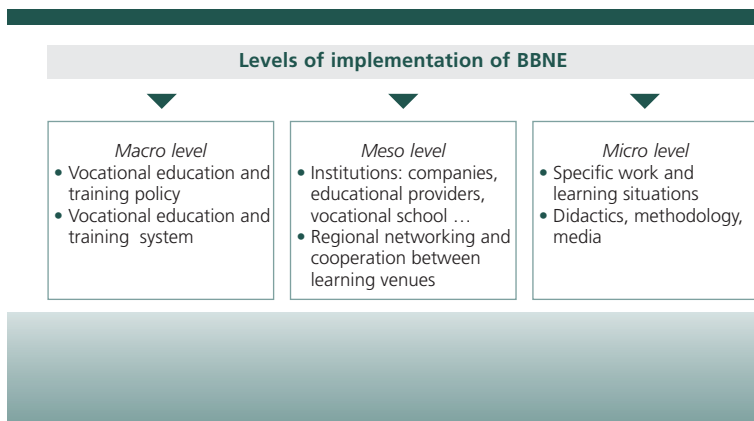 Levels of implementation of BBNE
Macro level
• Vocational education and
training policy
• Vocational education and
training system
Meso level
• Institutions: companies,
educational providers,
vocational school …
• Regional networking and
cooperation between
learning venues
Micro level
• Specific work and
learning situations
• Didactics, methodology,
media